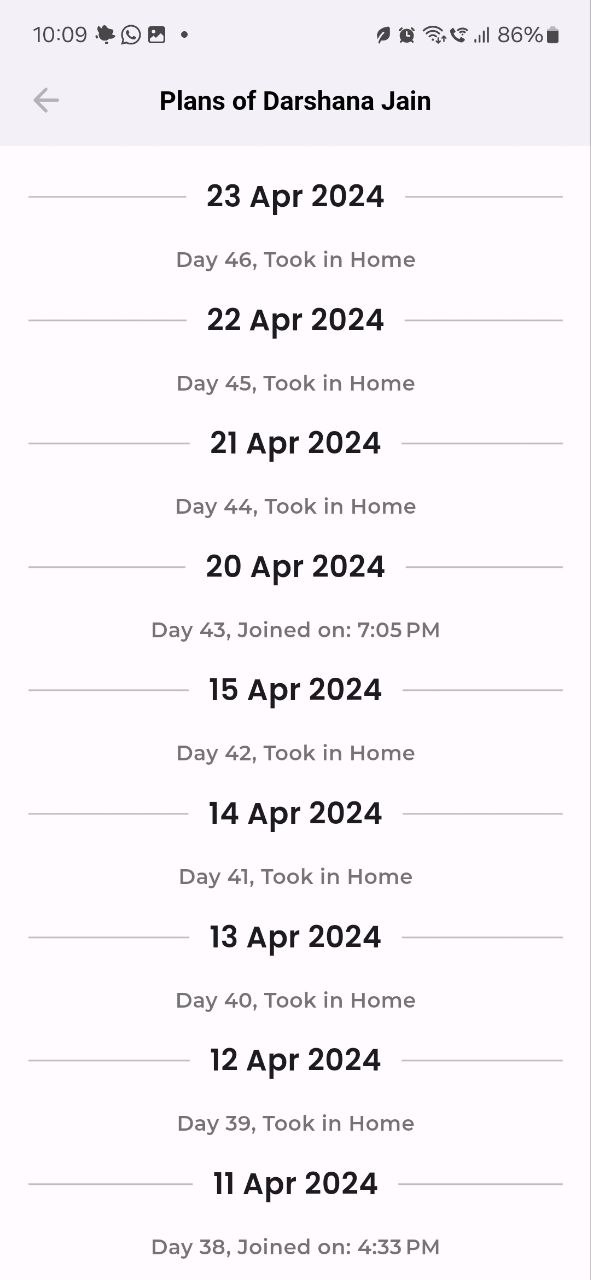 10:09 86%
Plans of Darshana Jain
23 Apr 2024
Day 46, Took in Home
22 Apr 2024
Day 45, Took in Home
21 Apr 2024
Day 44, Took in Home
20 Apr 2024
Day 43, Joined on: 7:05 PM
15 Apr 2024
Day 42, Took in Home
14 Apr 2024
Day 41, Took in Home
13 Apr 2024
Day 40, Took in Home
12 Apr 2024
Day 39, Took in Home
11 Apr 2024
Day 38, Joined on: 4:33 PM